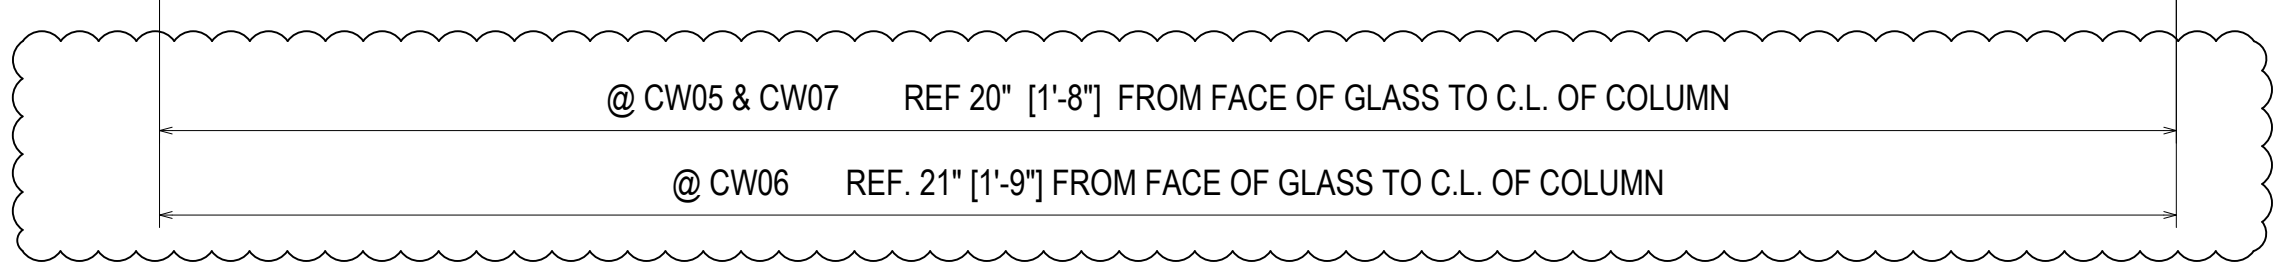 @ CW05 & CW07 REF 20" [1'-8"] FROM FACE OF GLASS TO C.L. OF COLUMN
@ CW06 REF. 21" [1'-9"] FROM FACE OF GLASS TO C.L. OF COLUMN